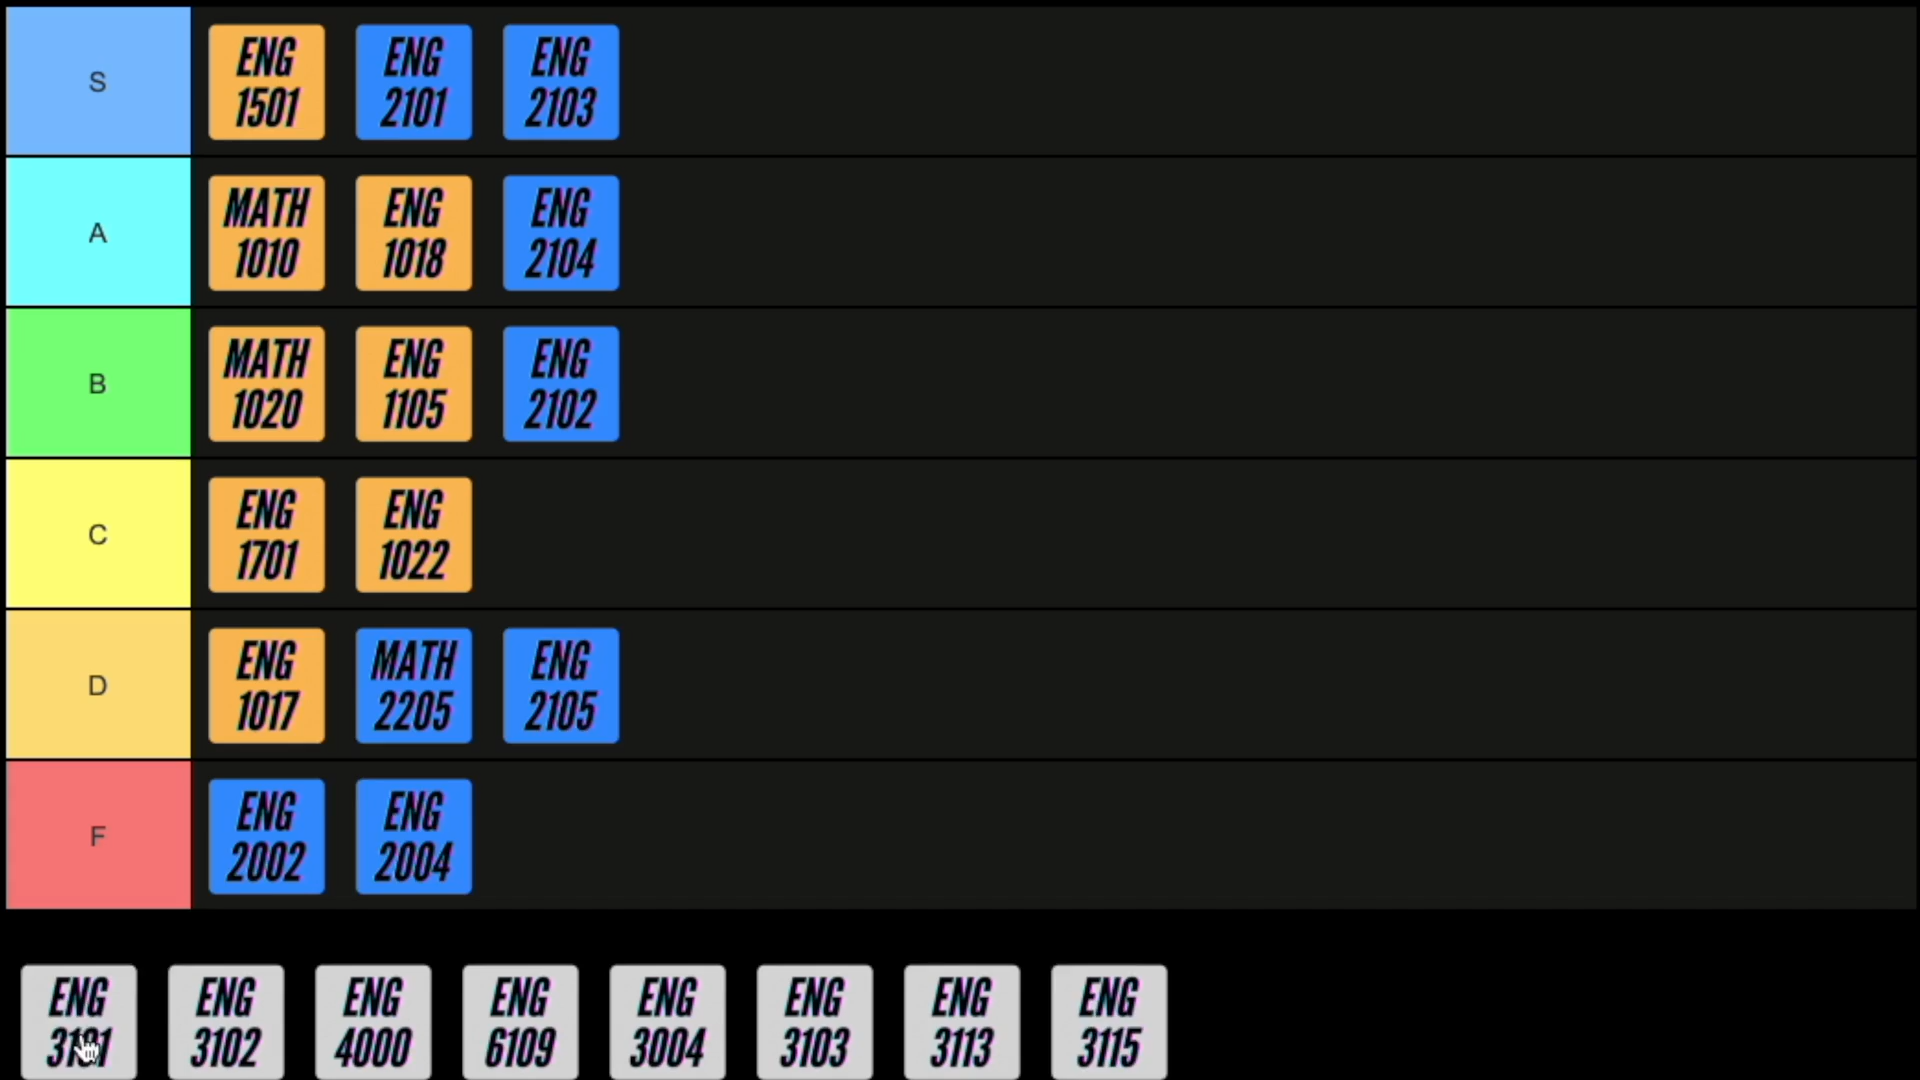 S
ENG
1501
ENG
2101
ENG
2103
A
MATH
1010
ENG
1018
ENG
2104
B
MATH
1020
ENG
1105
ENG
2102
C
ENG
1701
ENG
1022
D
ENG
1017
MATH
2205
ENG
2105
F
ENG
2002
ENG
2004
ENG
ENG
3102
ENG
4000
ENG
6109
ENG
3004
ENG
3103
ENG
3113
ENG
3115